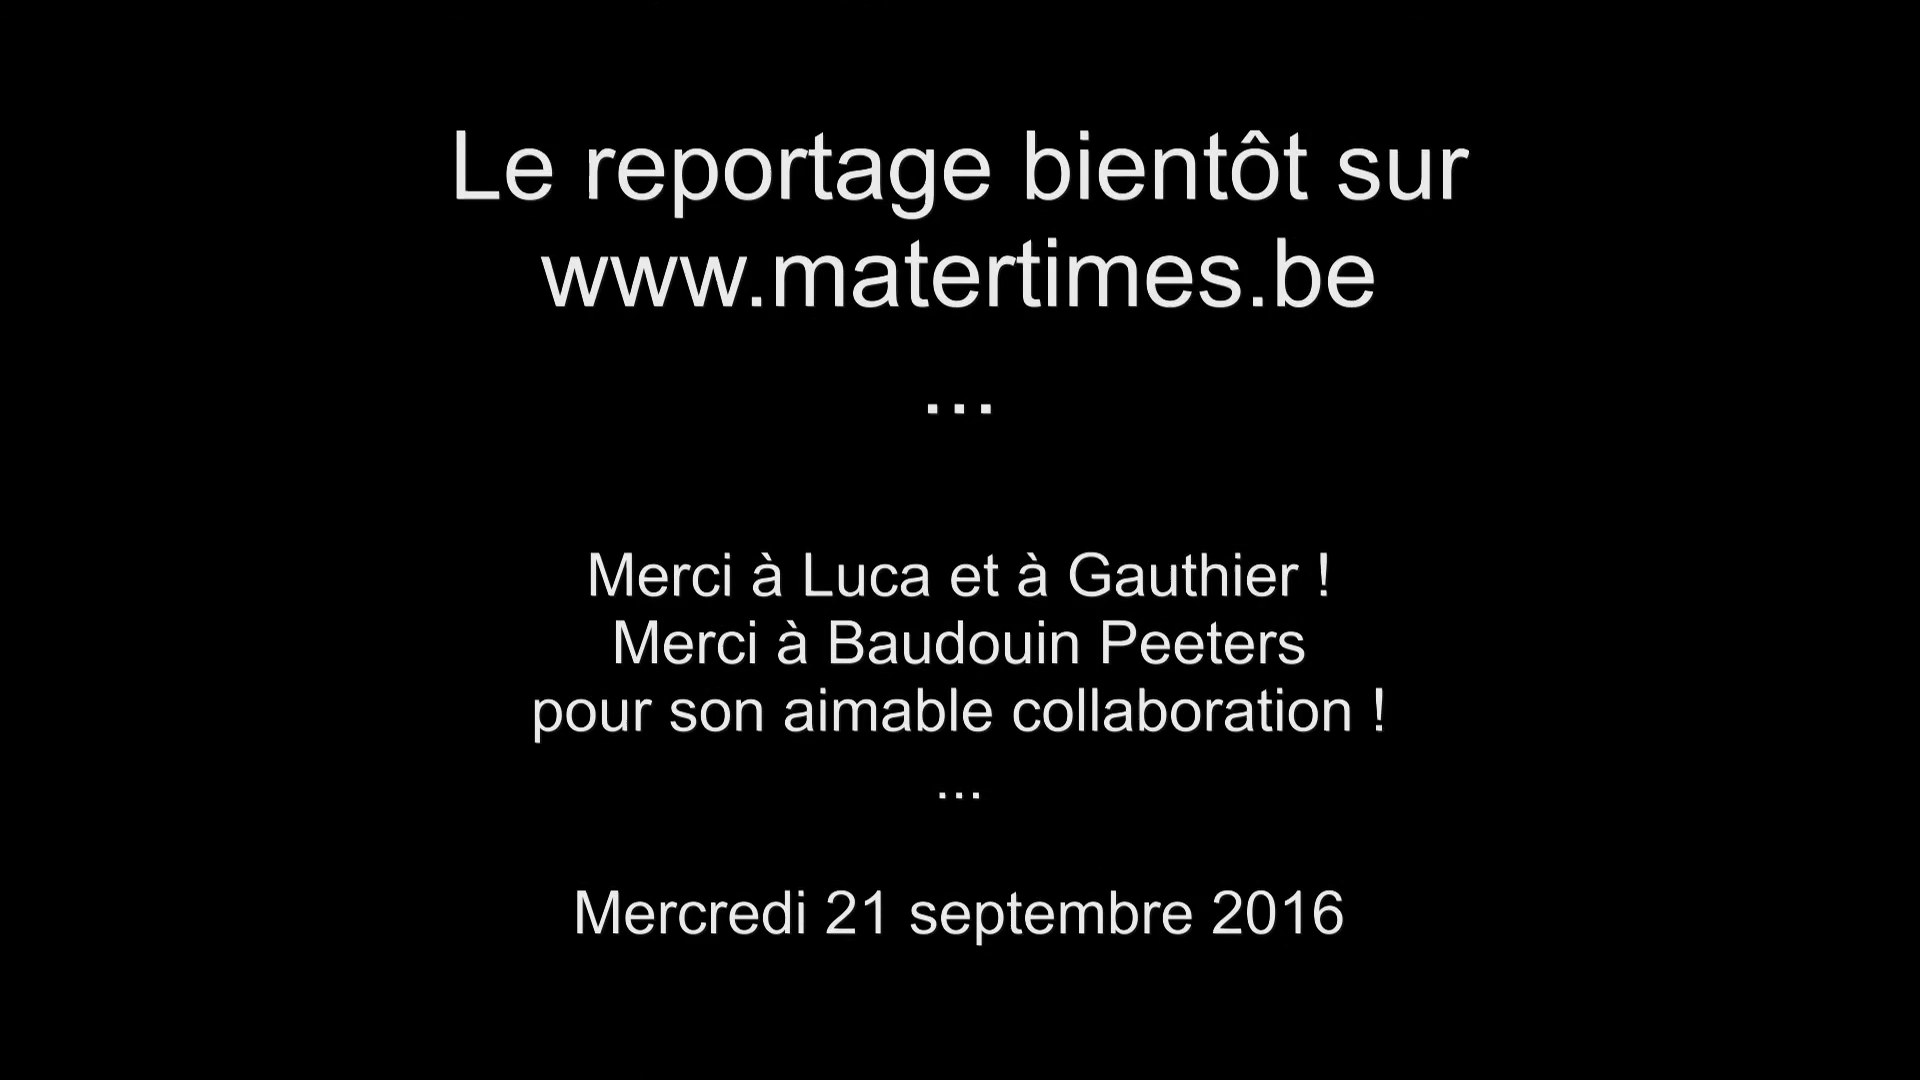 Le reportage bientôt sur
www.matertimes.be
...
Merci à Luca et à Gauthier !
Merci à Baudouin Peeters
pour son aimable collaboration !
...
Mercredi 21 septembre 2016